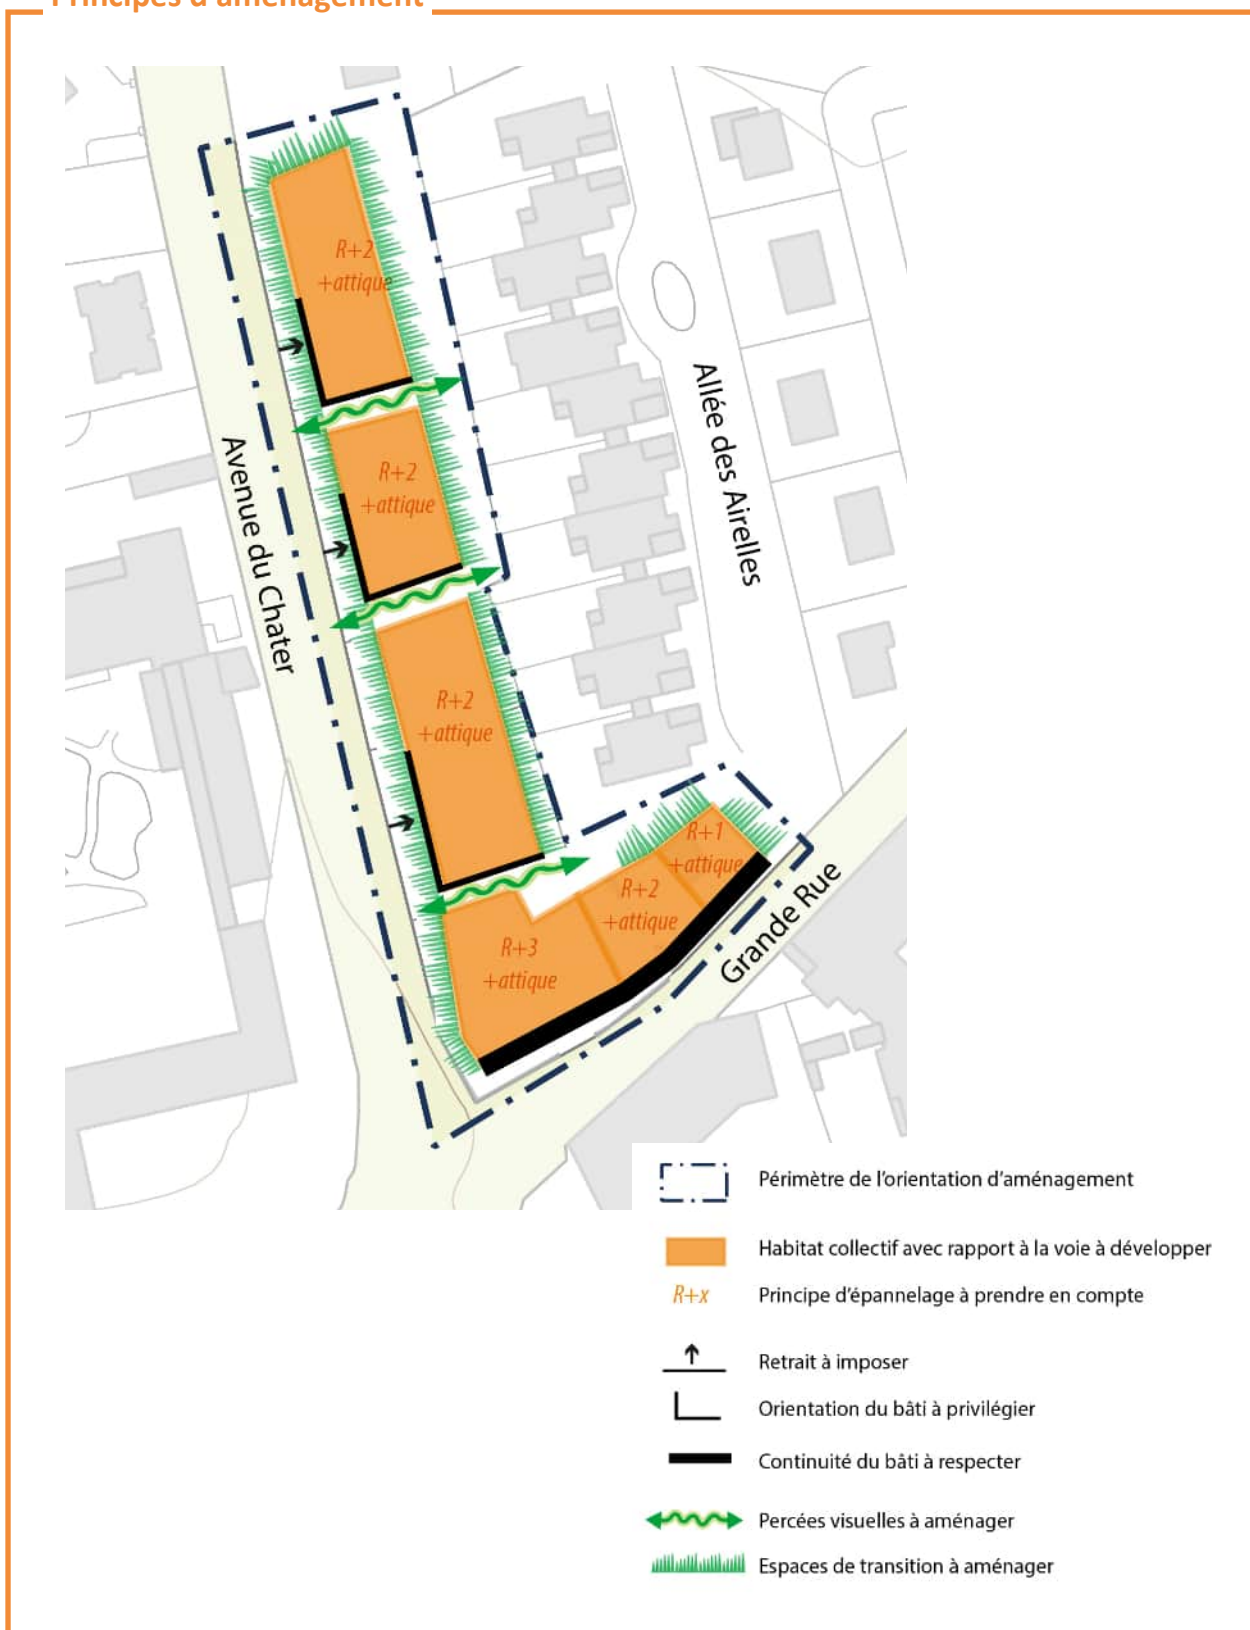 Principes d'aménagement
R+2
+attique
R+2
+attique
Avenue du Chater
Allée des Airelles
R+2
+attique
R+1
+attique
R+2
+attique
R+3
+attique
Grande Rue
Périmètre de l'orientation d'aménagement
Habitat collectif avec rapport à la voie à développer
R+x Principe d'épannelage à prendre en compte
Retrait à imposer
Orientation du bâti à privilégier
Continuité du bâti à respecter
Percées visuelles à aménager
Espaces de transition à aménager